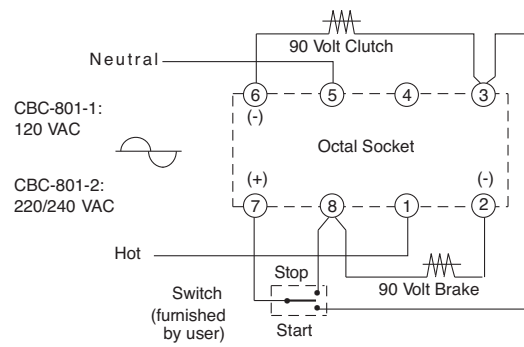 90 Volt Clutch
Neutral
6 5 4 3
(-)
CBC-801-1:
120 VAC
Octal Socket
CBC-801-2:
220/240 VAC
(+) (-)
7 8 1 2
Hot
Stop
90 Volt Brake
Switch
(furnished
by user)
Start